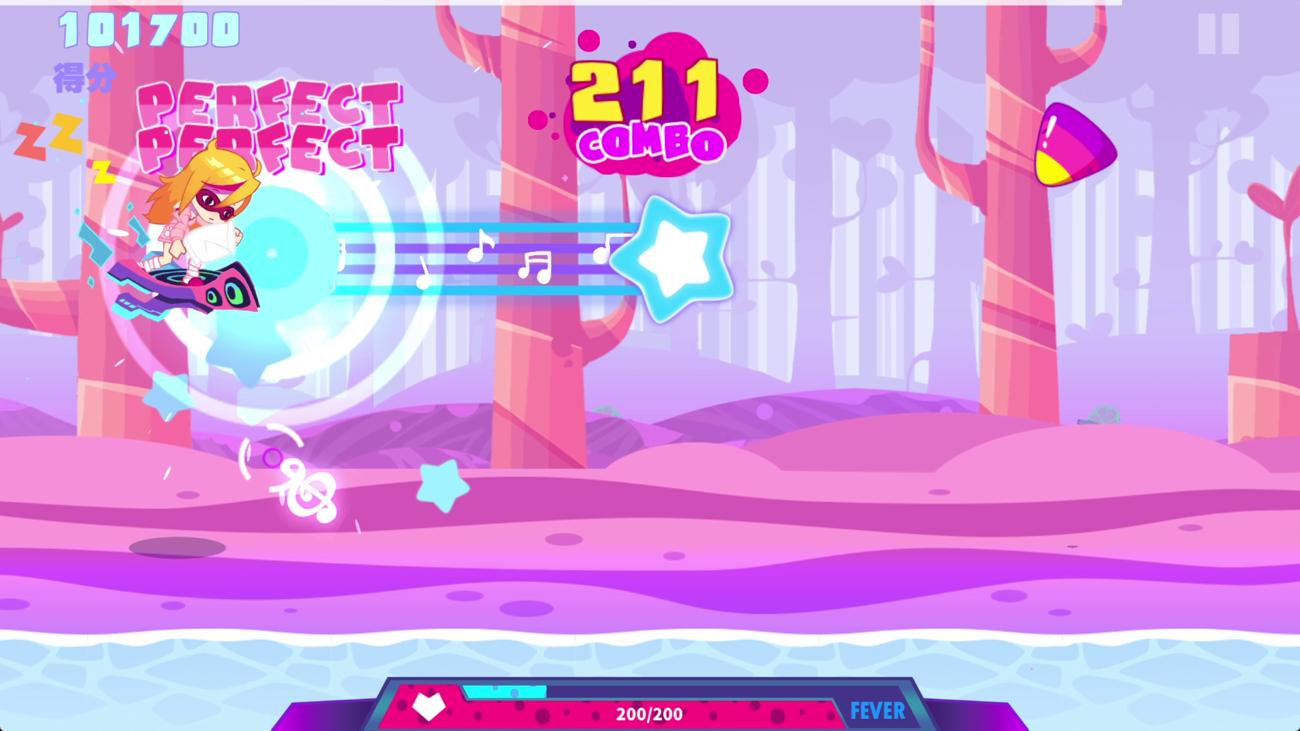 101700
得分
PERFECT
PERFECT
211
COMBO
Z Z Z
200/200
FEVER